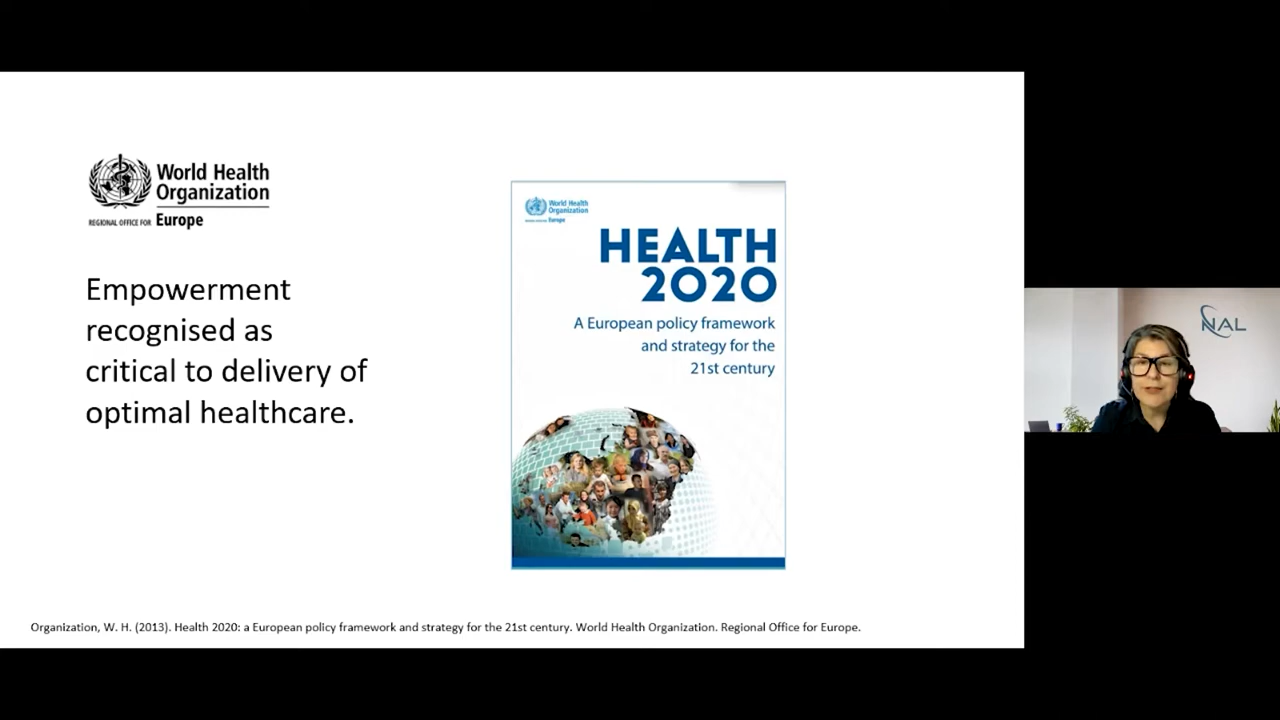 World Health
Organization
REGIONAL OFFICE FOR Europe
Empowerment
recognised as
critical to delivery of
optimal healthcare.
World Health
Organization
Europe
HEALTH
2020
A European policy framework
and strategy for the
21st century
Organization, W. H. (2013). Health 2020: a European policy framework and strategy for the 21st century. World Health Organization. Regional Office for Europe.
NAL